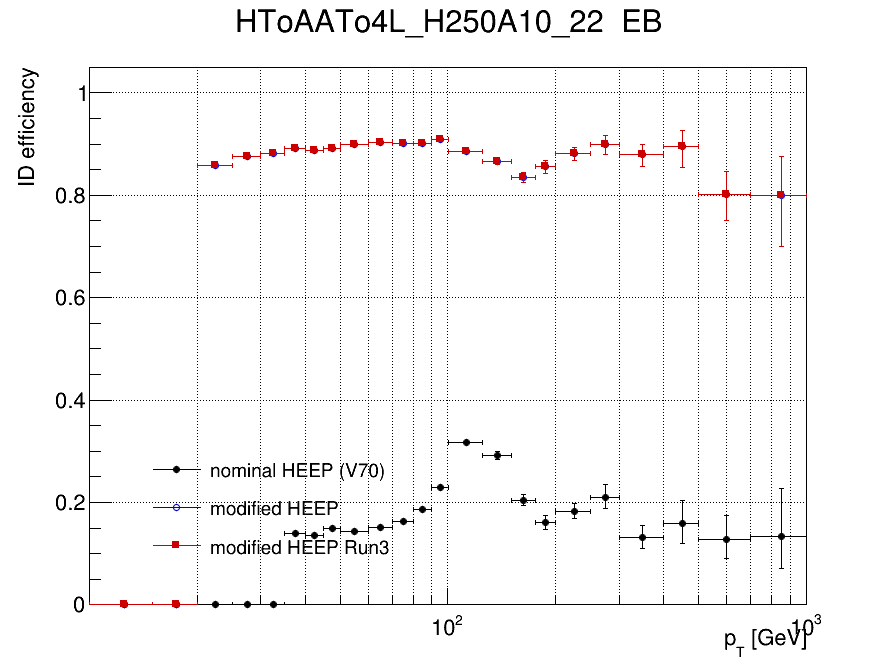 HToAATo4L_H250A10_22 EB
ID efficiency
1
0.8
0.6
0.4
0.2
0
nominal HEEP (V70)
modified HEEP
modified HEEP Run3
10²
10³
p_T [GeV]